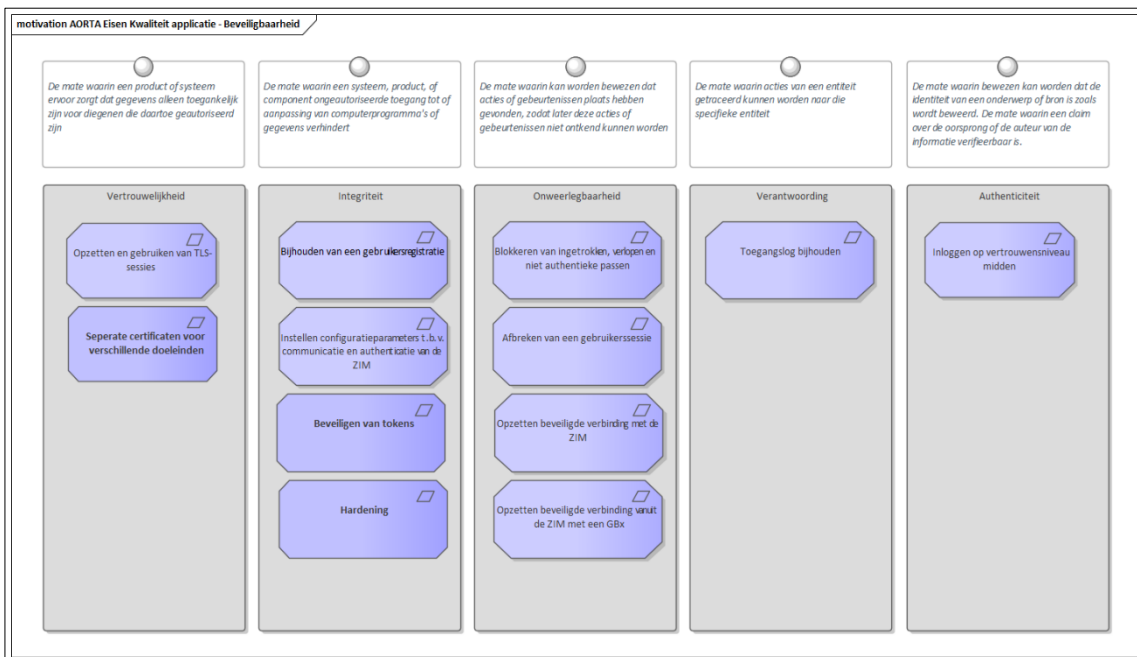 motivation AORTA Eisen Kwaliteit applicatie - Beveiligbaarheid
De mate waarin een product of systeem
ervoor zorgt dat gegevens alleen toegankelijk
zijn voor diegenen die daartoe geautoriseerd
zijn
De mate waarin een systeem, product, of
component ongeautoriseerde toegang tot of
aanpassing van computerprogramma's of
gegevens verhindert
De mate waarin kan worden bewezen dat
acties of gebeurtenissen plaats hebben
gevonden, zodat later deze acties of
gebeurtenissen niet ontkend kunnen worden
De mate waarin acties van een entiteit
getraceerd kunnen worden naar die
specifieke entiteit
De mate waarin bewezen kan worden dat de
identiteit van een onderwerp of bron is zoals
wordt beweerd. De mate waarin een claim
over de oorsprong of de auteur van de
informatie verifieerbaar is.
Vertrouwelijkheid
Opzetten en gebruiken van TLS-
sessies
Seperate certificaten voor
verschillende doeleinden
Integriteit
Bijhouden van een gebruikersregistratie
Instellen configuratieparameters t.b.v.
communicatie en authenticatie van de
ZIM
Beveiligen van tokens
Hardening
Onweerlegbaarheid
Blokkeren van ingetrokken, verlopen en
niet authentieke passen
Afbreken van een gebruikerssessie
Opzetten beveiligde verbinding met de
ZIM
Opzetten beveiligde verbinding vanuit
de ZIM met een GBx
Verantwoording
Toegangslog bijhouden
Authenticiteit
Inloggen op vertrouwensniveau
midden